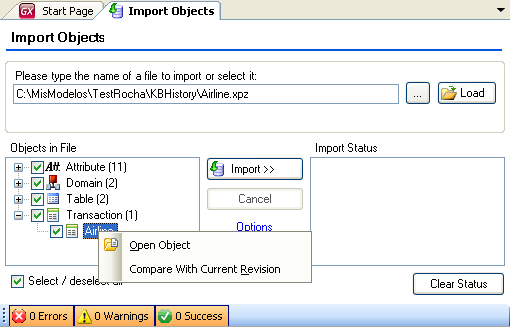 GX Start Page Import Objects
Import Objects
Please type the name of a file to import or select it:
C:\MisModelos\TestRocha\KBHistory\Airline.xpz ... Load
Objects in File Import Status
Att Attribute (11) Import >>
Domain (2)
Table (2) Cancel
Transaction (1)
Airline Options
Open Object
Compare With Current Revision
Select / deselect all Clear Status
0 Errors 0 Warnings 0 Success